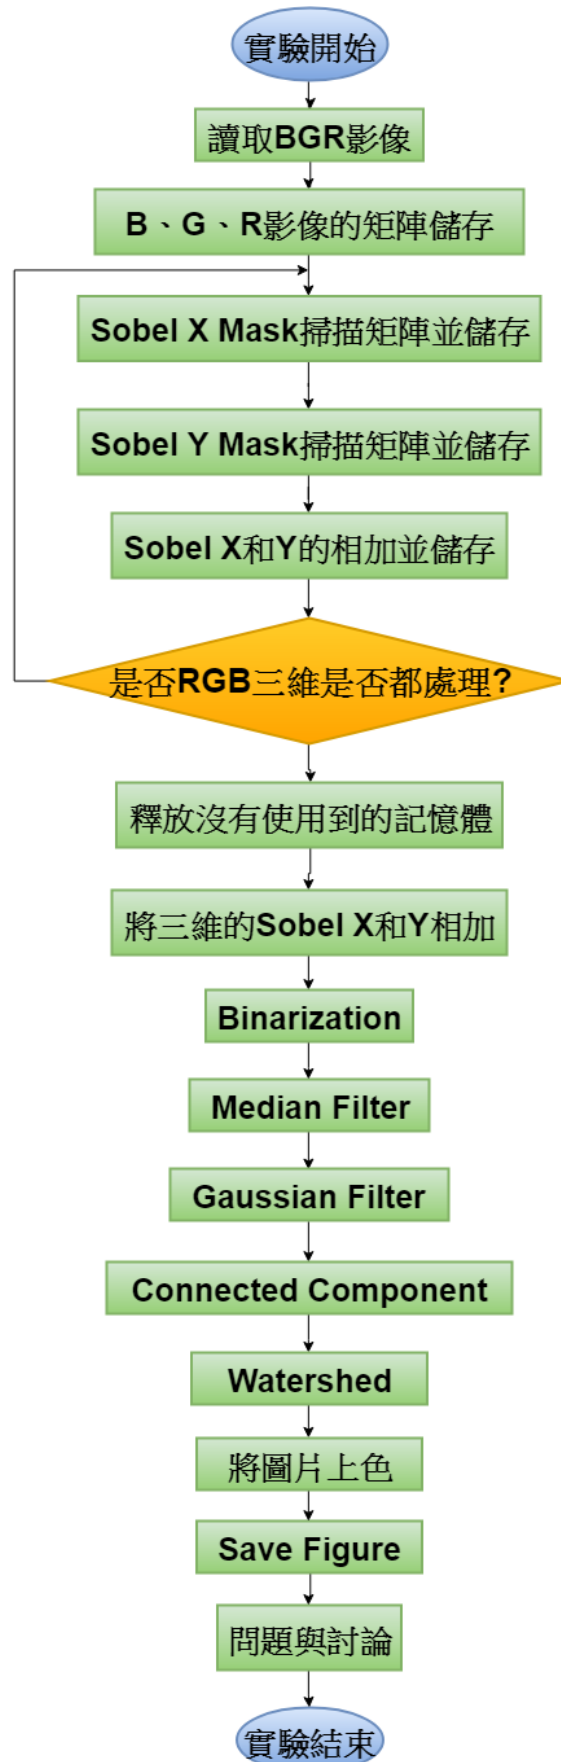 實驗開始
讀取BGR影像
B、G、R影像的矩陣儲存
Sobel X Mask掃描矩陣並儲存
Sobel Y Mask掃描矩陣並儲存
Sobel X和Y的相加並儲存
是否RGB三維是否都處理?
釋放沒有使用到的記憶體
將三維的Sobel X和Y相加
Binarization
Median Filter
Gaussian Filter
Connected Component
Watershed
將圖片上色
Save Figure
問題與討論
實驗結束